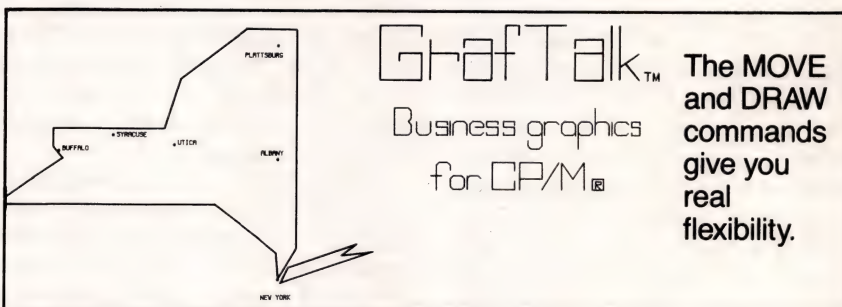 PLATTSBURG
SYRACUSE
UTICA
BUFFALO
ALBANY
NEW YORK
GrafTalk™
Business graphics
for CP/M®
The MOVE
and DRAW
commands
give you
real
flexibility.